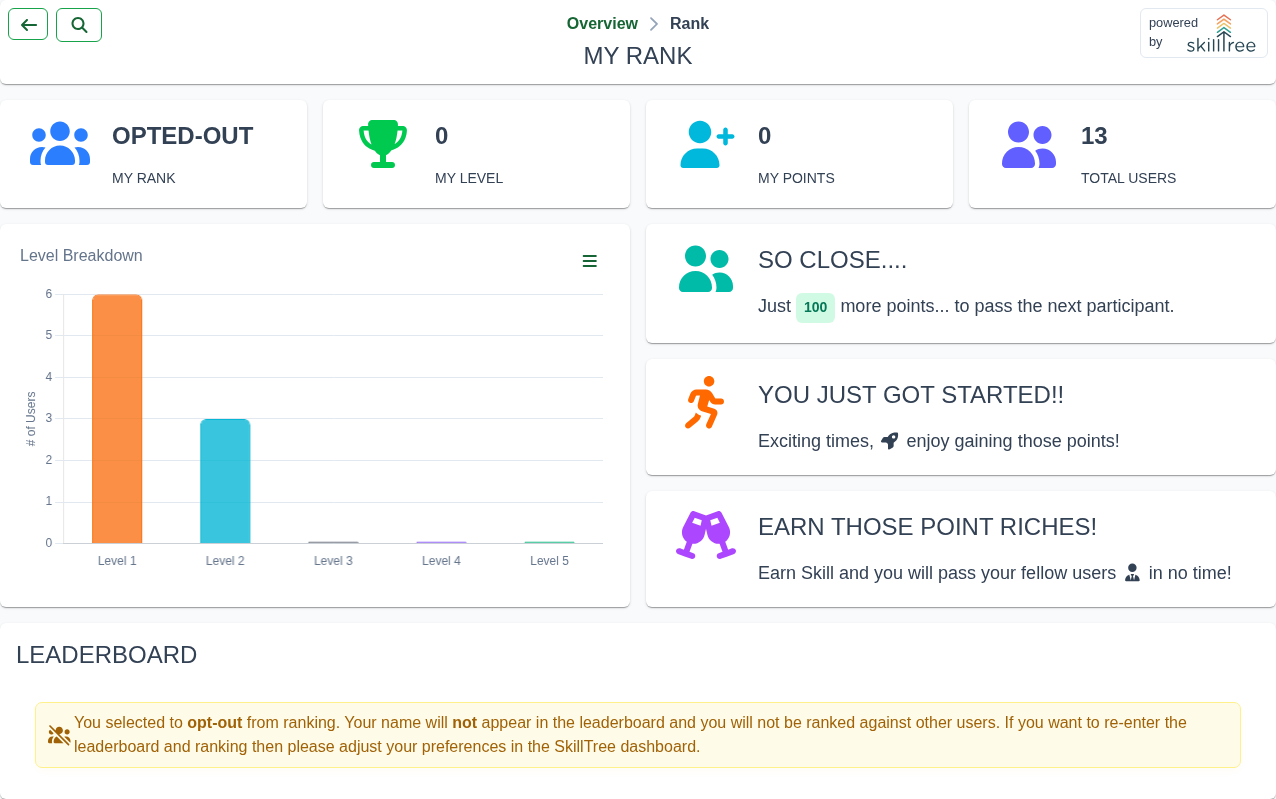 Overview > Rank
MY RANK
powered by
skilltree
OPTED-OUT
MY RANK
0
MY LEVEL
0
MY POINTS
13
TOTAL USERS
Level Breakdown
# of Users
6
5
4
3
2
1
0
Level 1 Level 2 Level 3 Level 4 Level 5
SO CLOSE....
Just 100 more points... to pass the next participant.
YOU JUST GOT STARTED!!
Exciting times, enjoy gaining those points!
EARN THOSE POINT RICHES!
Earn Skill and you will pass your fellow users in no time!
LEADERBOARD
You selected to opt-out from ranking. Your name will not appear in the leaderboard and you will not be ranked against other users. If you want to re-enter the
leaderboard and ranking then please adjust your preferences in the SkillTree dashboard.